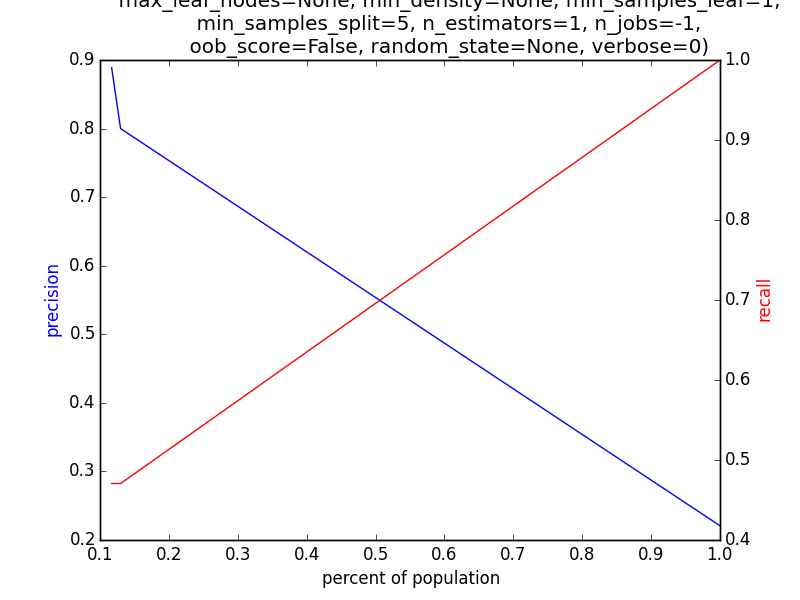 max_leaf_nodes=None, min_density=None, min_samples_leaf=1,
min_samples_split=5, n_estimators=1, n_jobs=-1,
oob_score=False, random_state=None, verbose=0)
0.9
0.8
0.7
0.6
0.5
0.4
0.3
0.2
precision
1.0
0.9
0.8
0.7
0.6
0.5
0.4
recall
0.1 0.2 0.3 0.4 0.5 0.6 0.7 0.8 0.9 1.0
percent of population